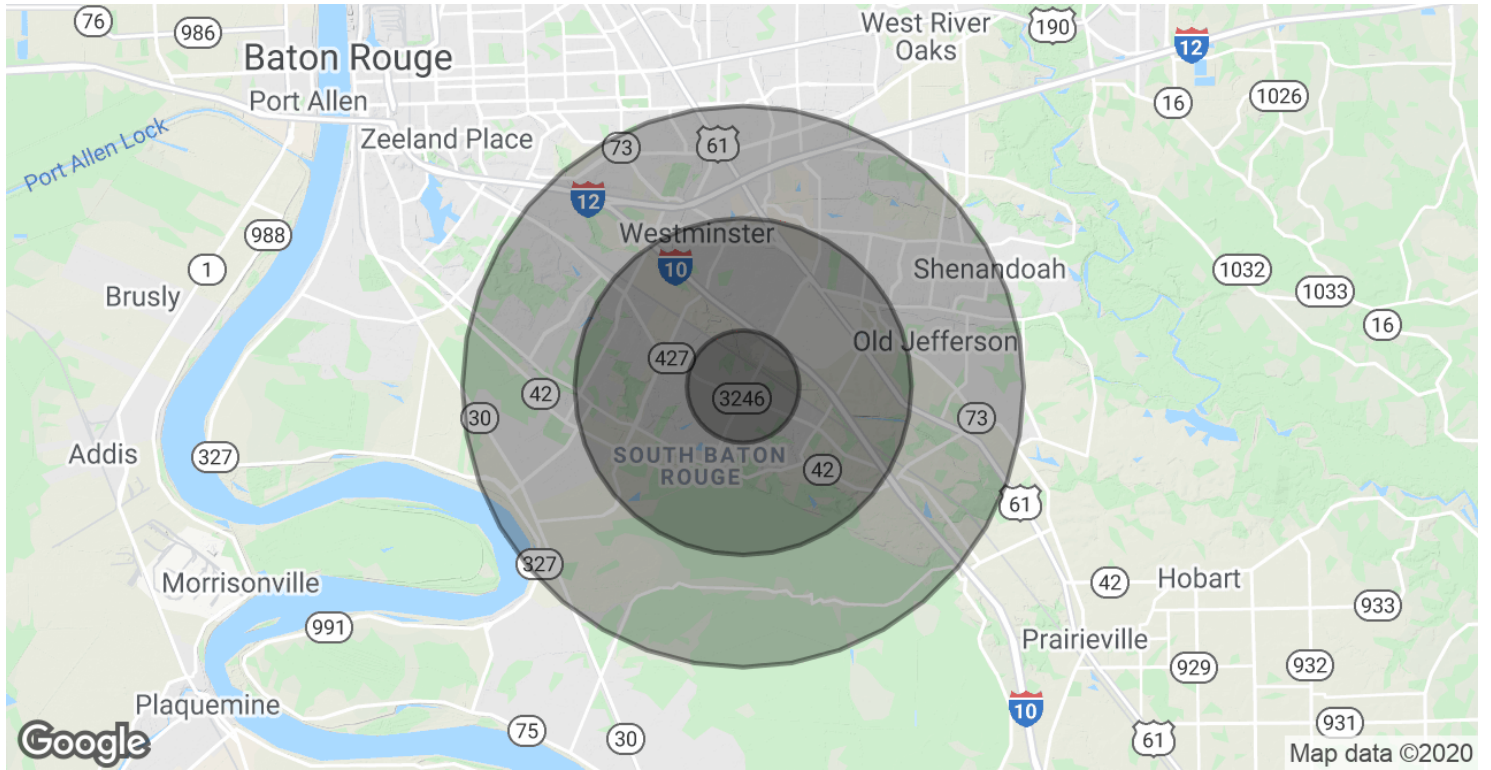 76
986
190
West River
Oaks
12
Baton Rouge
Port Allen
16
1026
Port Allen Lock
Zeeland Place
73
61
12
988
Westminster
1
10
Shenandoah
1032
1033
Brusly
16
427
Old Jefferson
42
3246
30
73
Addis
327
SOUTH BATON
ROUGE
42
61
327
Morrisonville
42
Hobart
933
991
Prairieville
929
932
Plaquemine
10
75
30
61
931
Google
Map data ©2020